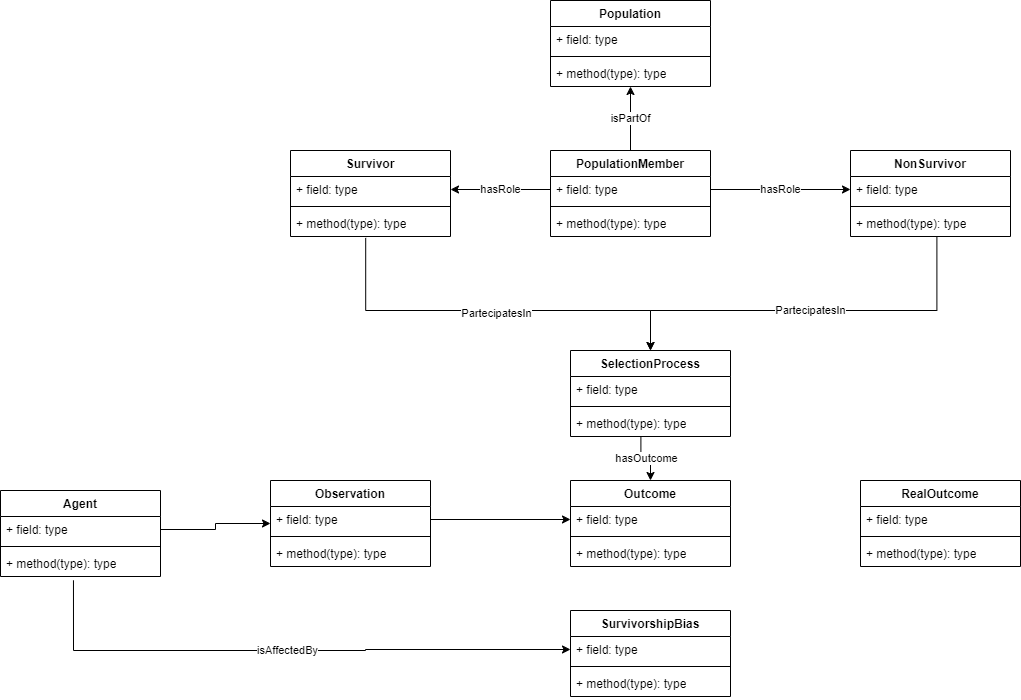 Population
+ field: type
+ method(type): type
isPartOf
Survivor
+ field: type
+ method(type): type
hasRole
PopulationMember
+ field: type
+ method(type): type
hasRole
NonSurvivor
+ field: type
+ method(type): type
PartecipatesIn
PartecipatesIn
SelectionProcess
+ field: type
+ method(type): type
hasOutcome
Agent
+ field: type
+ method(type): type
Observation
+ field: type
+ method(type): type
Outcome
+ field: type
+ method(type): type
RealOutcome
+ field: type
+ method(type): type
isAffectedBy
SurvivorshipBias
+ field: type
+ method(type): type